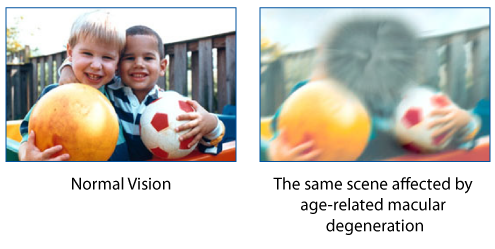 Normal Vision
The same scene affected by
age-related macular
degeneration